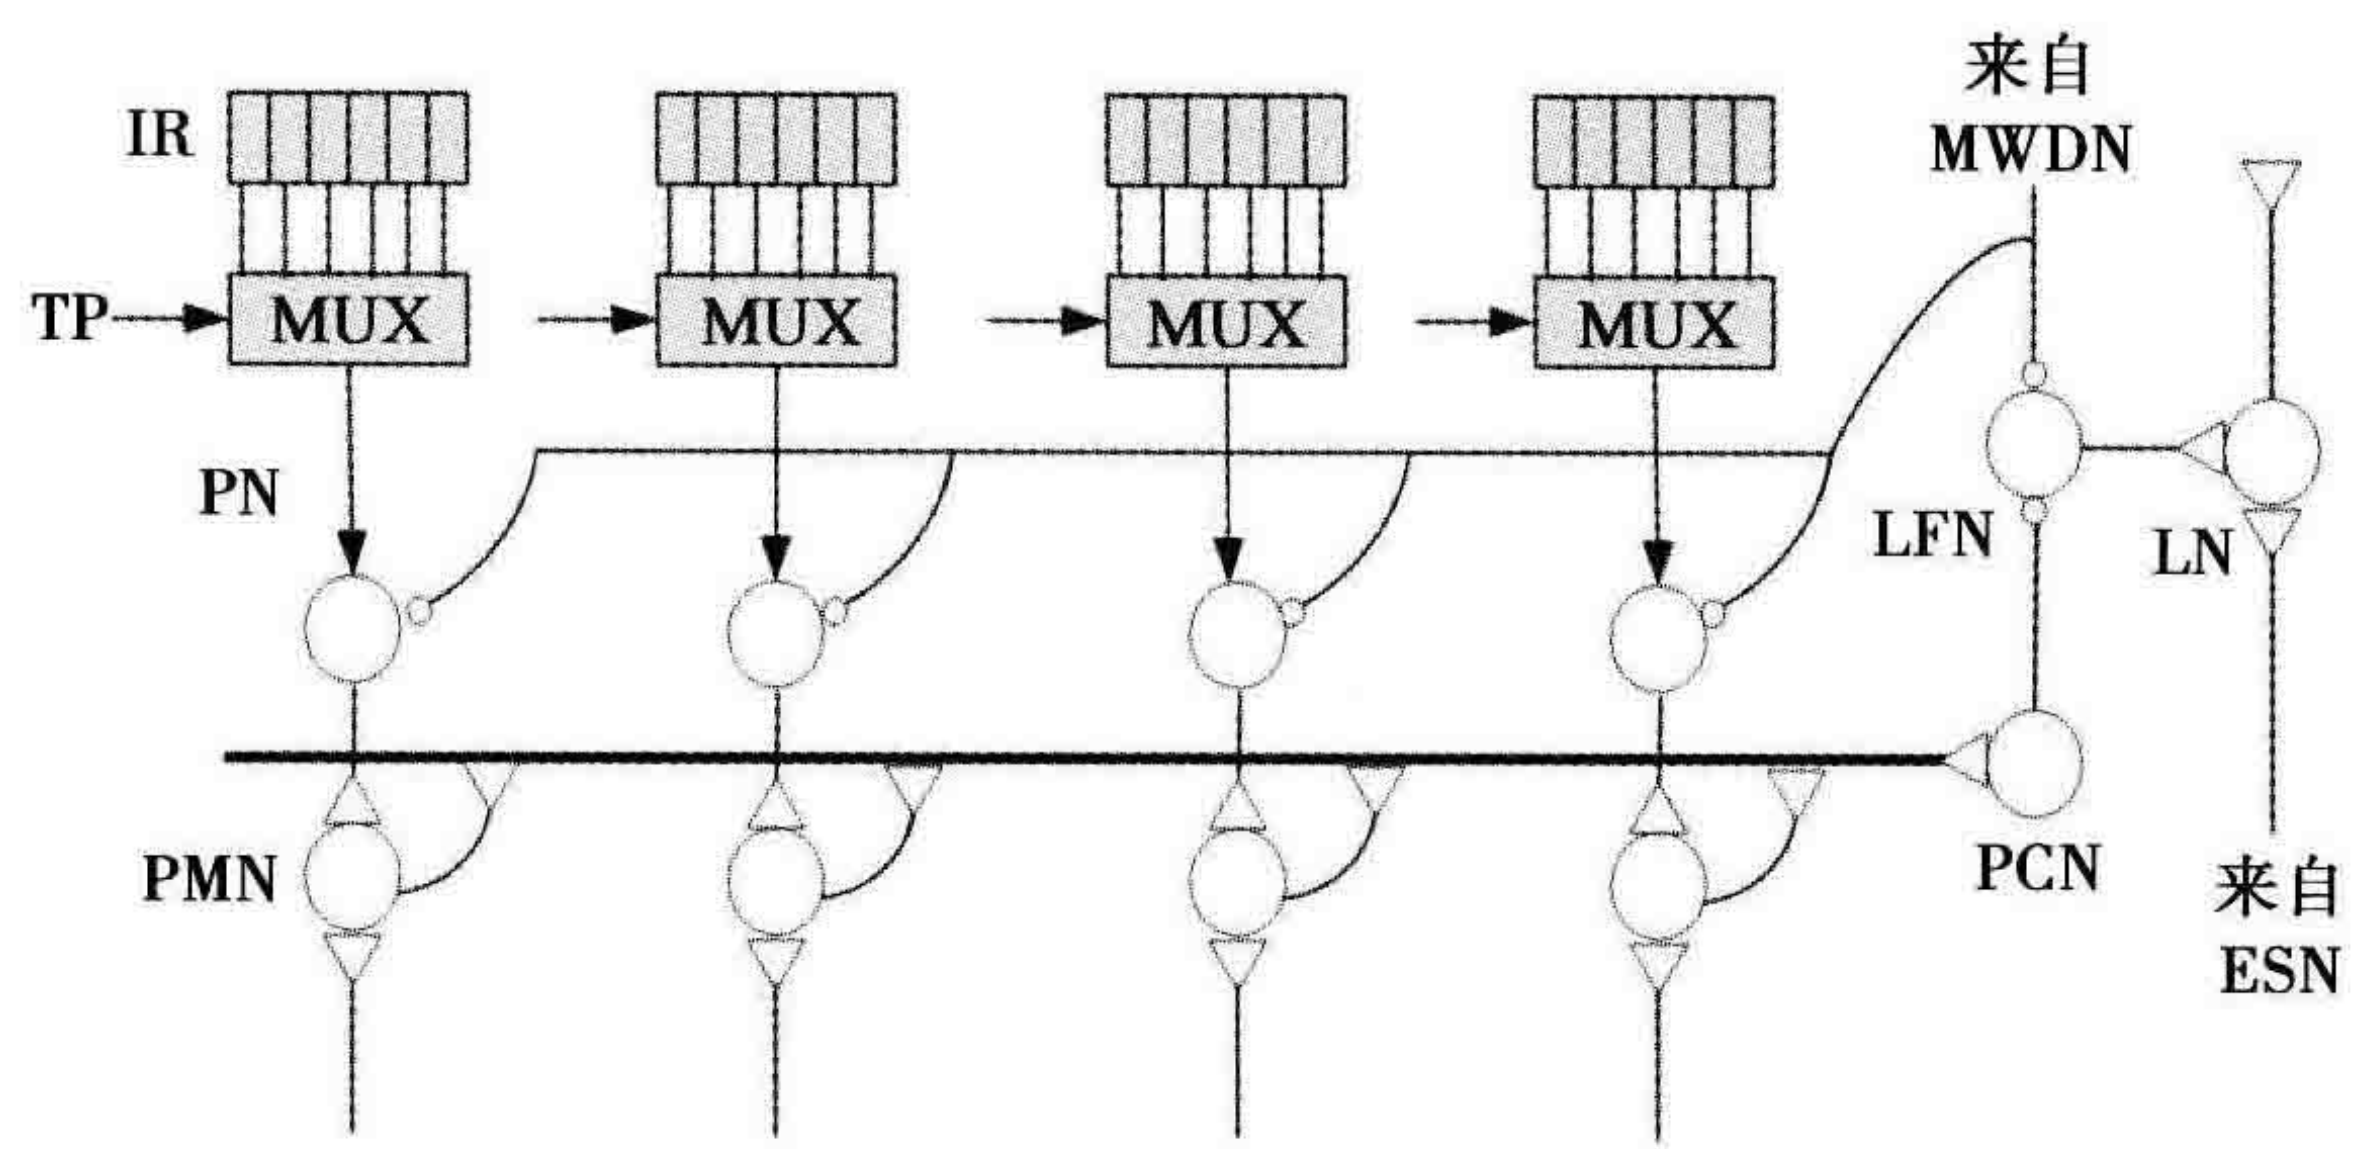 来自
MWDN
IR
TP
MUX
MUX
MUX
MUX
PN
LFN
LN
PMN
PCN
来自
ESN